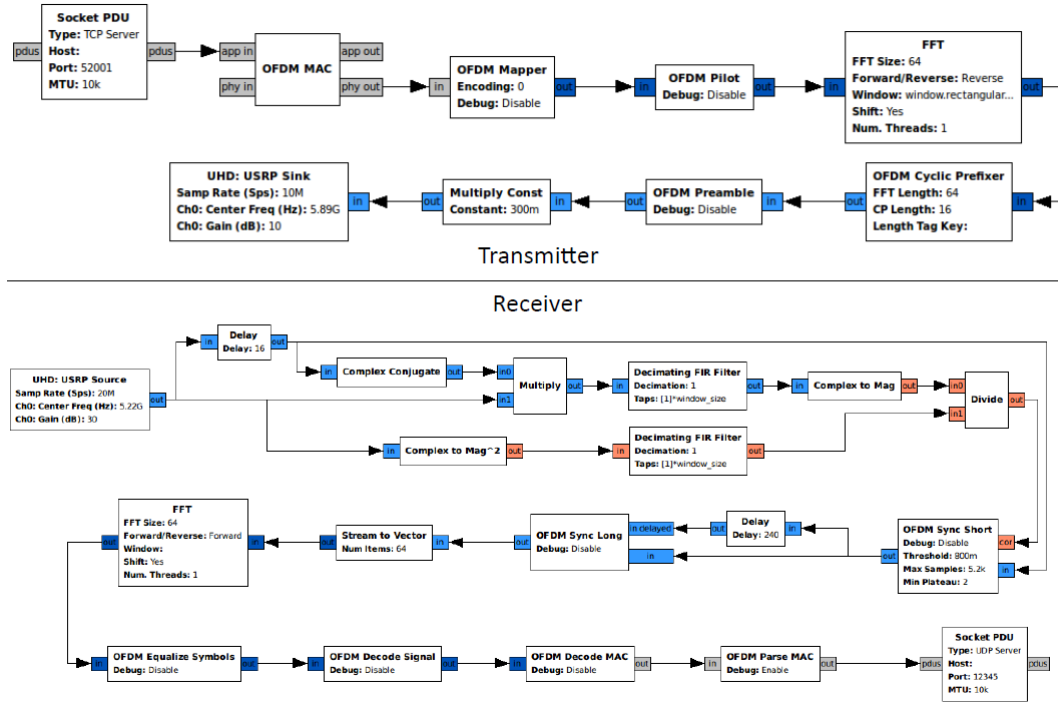 Socket PDU
Type: TCP Server
Host:
Port: 52001
MTU: 10k
pdus
pdus
app in
app out
OFDM MAC
phy in
phy out
in
OFDM Mapper
Encoding: 0
Debug: Disable
out
in
OFDM Pilot
Debug: Disable
out
in
FFT
FFT Size: 64
Forward/Reverse: Reverse
Window: window.rectangular...
Shift: Yes
Num. Threads: 1
out
UHD: USRP Sink
Samp Rate (Sps): 10M
Ch0: Center Freq (Hz): 5.89G
Ch0: Gain (dB): 10
in
out
Multiply Const
Constant: 300m
in
out
OFDM Preamble
Debug: Disable
in
out
OFDM Cyclic Prefixer
FFT Length: 64
CP Length: 16
Length Tag Key:
in
Transmitter
Receiver
in
Delay
Delay: 16
out
UHD: USRP Source
Samp Rate (Sps): 20M
Ch0: Center Freq (Hz): 5.22G
Ch0: Gain (dB): 30
out
in
Complex Conjugate
out
in0
in1
Multiply
out
in
Decimating FIR Filter
Decimation: 1
Taps: [1]*window_size
out
in
Complex to Mag
out
in0
in1
Divide
out
in
Complex to Mag^2
out
in
Decimating FIR Filter
Decimation: 1
Taps: [1]*window_size
out
out
FFT
FFT Size: 64
Forward/Reverse: Forward
Window:
Shift: Yes
Num. Threads: 1
in
out
Stream to Vector
Num Items: 64
in
out
OFDM Sync Long
Debug: Disable
in delayed
in
out
Delay
Delay: 240
in
out
OFDM Sync Short
Debug: Disable
Threshold: 800m
Max Samples: 5.2k
Min Plateau: 2
cor
in
in
OFDM Equalize Symbols
Debug: Disable
out
in
OFDM Decode Signal
Debug: Disable
out
in
OFDM Decode MAC
Debug: Disable
out
in
OFDM Parse MAC
Debug: Enable
out
pdus
Socket PDU
Type: UDP Server
Host:
Port: 12345
MTU: 10k
pdus